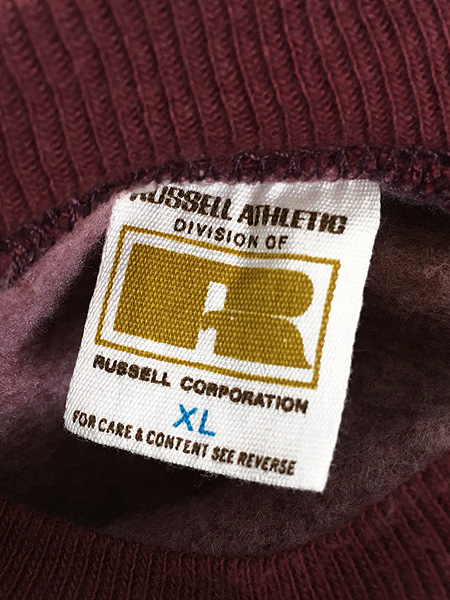 RUSSELL ATHLETIC
DIVISION OF
R
RUSSELL CORPORATION
XL
FOR CARE & CONTENT SEE REVERSE